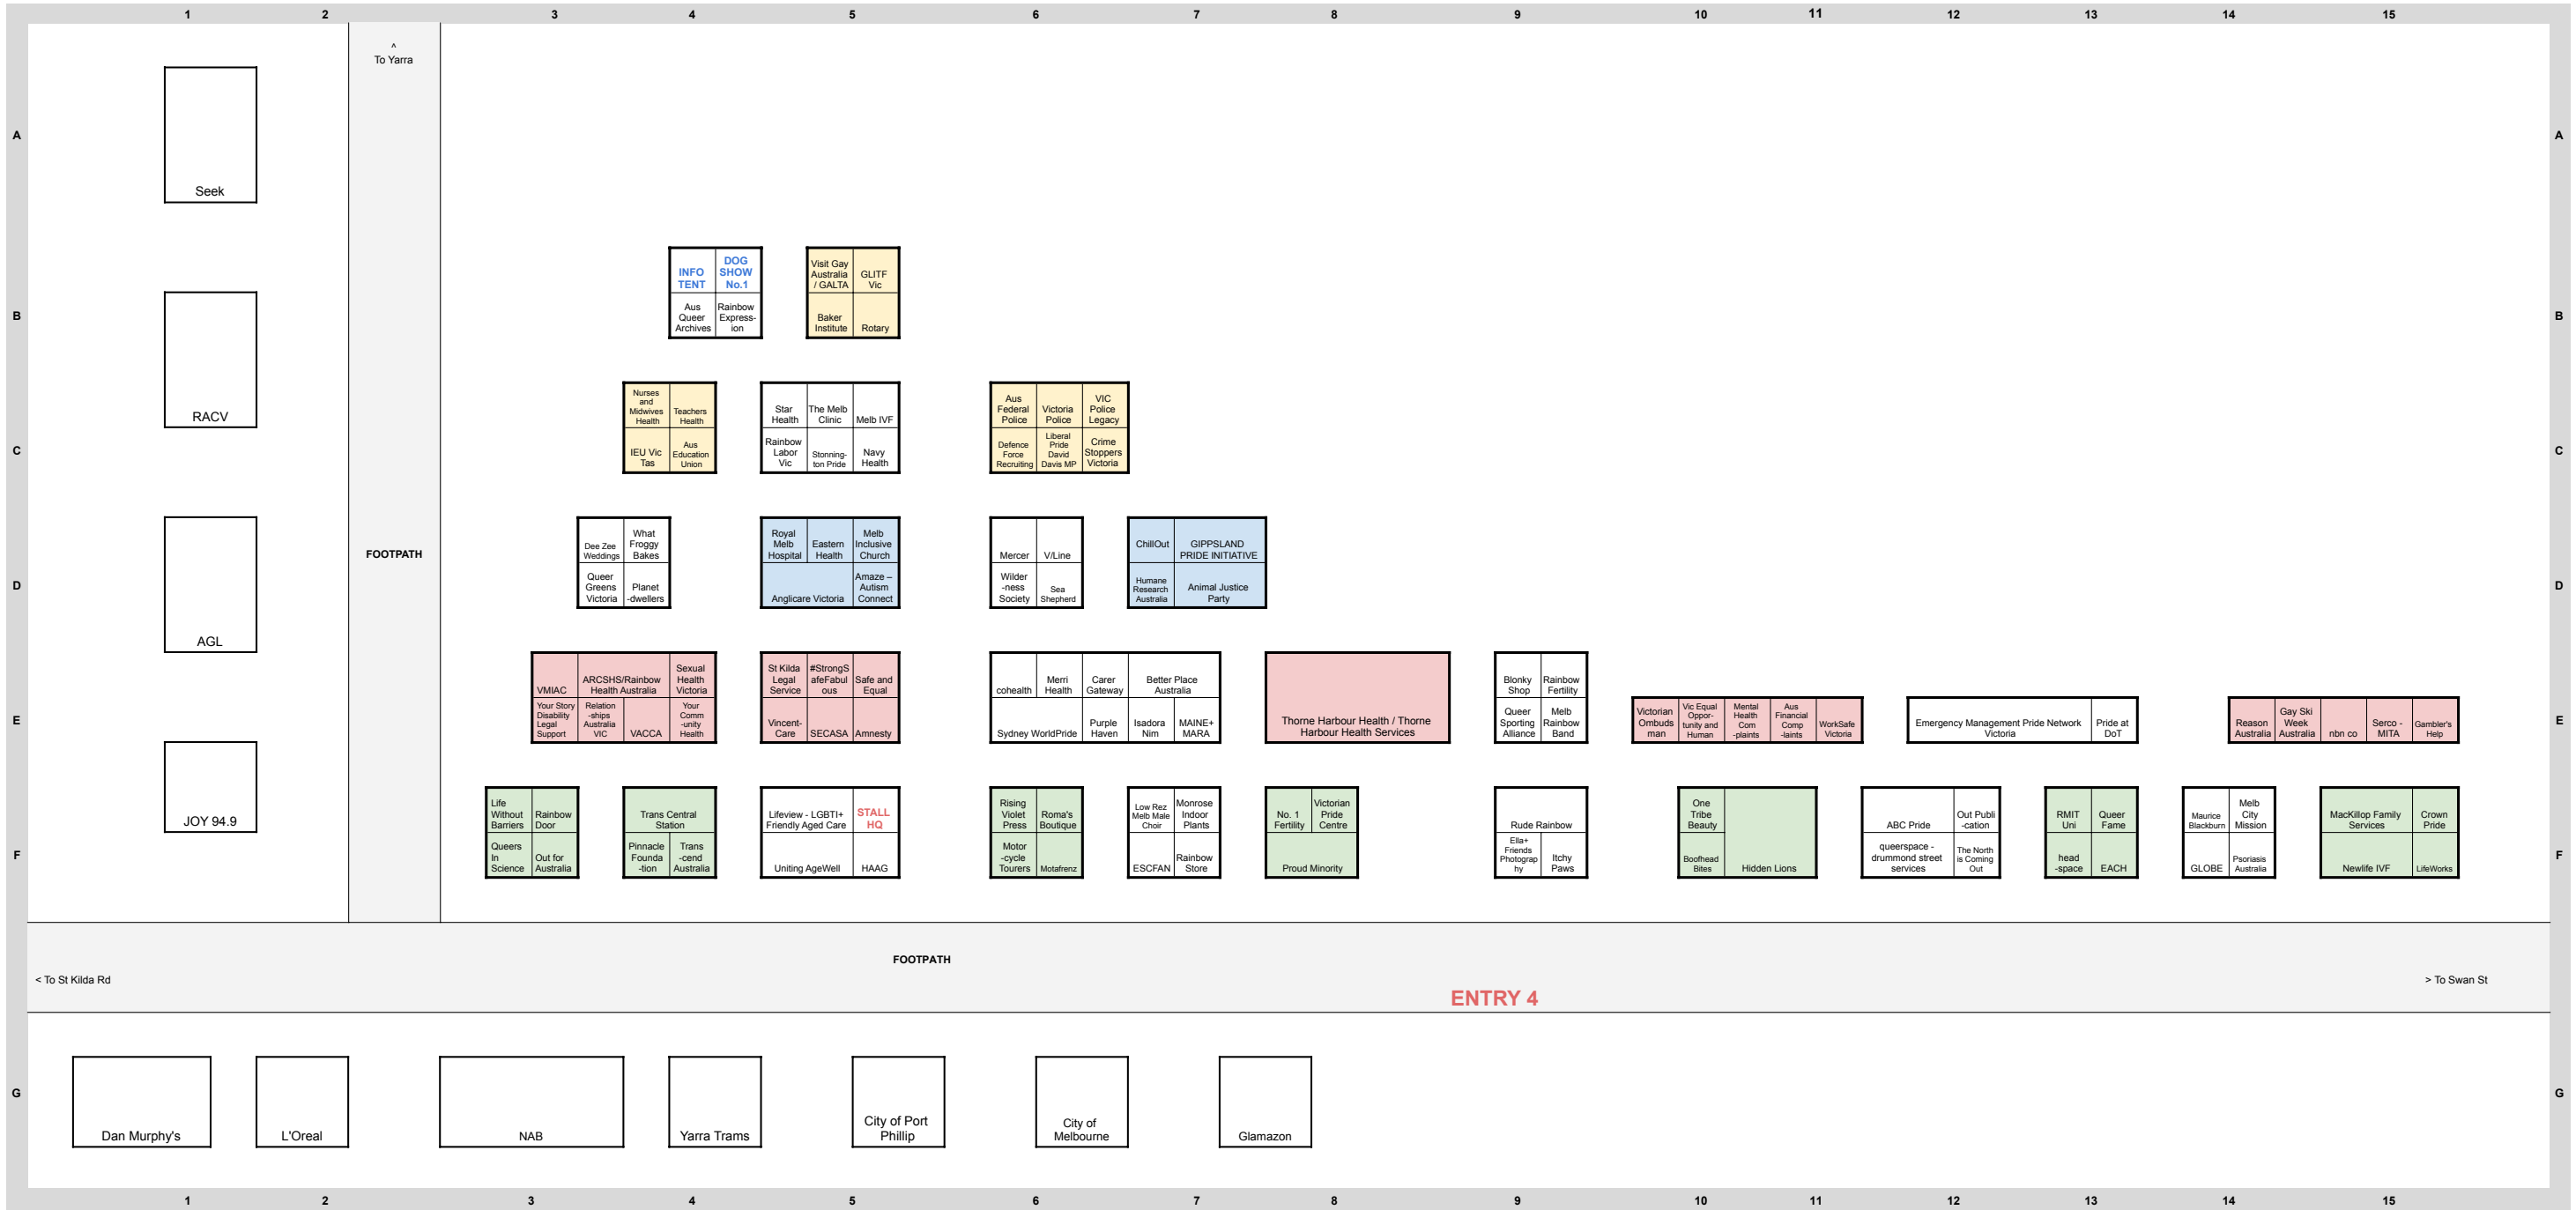 1 2 3 4 5 6 7 8 9 10 11 12 13 14 15
^
To Yarra
A
A
Seek
INFO
TENT
DOG
SHOW
No.1
Visit Gay
Australia
/ GALTA
GLITF
Vic
B
B
Aus
Queer
Archives
Rainbow
Express-
ion
Baker
Institute
Rotary
RACV
Nurses
and
Midwives
Health
Teachers
Health
Star
Health
The Melb
Clinic
Melb IVF
Aus
Federal
Police
Victoria
Police
VIC
Police
Legacy
C
C
IEU Vic
Tas
Aus
Education
Union
Rainbow
Labor
Vic
Stonning-
ton Pride
Navy
Health
Defence
Force
Recruiting
Liberal
Pride
David
Davis MP
Crime
Stoppers
Victoria
FOOTPATH
Dee Zee
Weddings
What
Froggy
Bakes
Royal
Melb
Hospital
Eastern
Health
Melb
Inclusive
Church
Mercer
V/Line
ChillOut
GIPPSLAND
PRIDE INITIATIVE
D
D
Queer
Greens
Victoria
Planet
-dwellers
Anglicare Victoria
Amaze –
Autism
Connect
Wilder
-ness
Society
Sea
Shepherd
Humane
Research
Australia
Animal Justice
Party
AGL
VMIAC
ARCSHS/Rainbow
Health Australia
Sexual
Health
Victoria
St Kilda
Legal
Service
#StrongS
afeFabul
ous
Safe and
Equal
cohealth
Merri
Health
Carer
Gateway
Better Place
Australia
Thorne Harbour Health / Thorne
Harbour Health Services
Blonky
Shop
Rainbow
Fertility
E
E
Your Story
Disability
Legal
Support
Relation
-ships
Australia
VIC
VACCA
Your
Comm
-unity
Health
Vincent-
Care
SECASA
Amnesty
Sydney WorldPride
Purple
Haven
Isadora
Nim
MAINE+
MARA
Queer
Sporting
Alliance
Melb
Rainbow
Band
Victorian
Ombuds
man
Vic Equal
Oppor-
tunity and
Human
Mental
Health
Com
-plaints
Aus
Financial
Comp
-laints
WorkSafe
Victoria
Emergency Management Pride Network
Victoria
Pride at
DoT
Reason
Australia
Gay Ski
Week
Australia
nbn co
Serco -
MITA
Gambler's
Help
JOY 94.9
Life
Without
Barriers
Rainbow
Door
Trans Central
Station
Lifeview - LGBTI+
Friendly Aged Care
STALL
HQ
Rising
Violet
Press
Roma's
Boutique
Low Rez
Melb Male
Choir
Monrose
Indoor
Plants
No. 1
Fertility
Victorian
Pride
Centre
Rude Rainbow
One
Tribe
Beauty
Hidden Lions
ABC Pride
Out Publi
-cation
RMIT
Uni
Queer
Fame
Maurice
Blackburn
Melb
City
Mission
MacKillop Family
Services
Crown
Pride
F
F
Queers
In
Science
Out for
Australia
Pinnacle
Founda
-tion
Trans
-cend
Australia
Uniting AgeWell
HAAG
Motor
-cycle
Tourers
Motafrenz
ESCFAN
Rainbow
Store
Proud Minority
Ella+
Friends
Photograp
hy
Itchy
Paws
Boofhead
Bites
queerspace -
drummond street
services
The North
is Coming
Out
head
-space
EACH
GLOBE
Psoriasis
Australia
Newlife IVF
LifeWorks
FOOTPATH
< To St Kilda Rd
> To Swan St
ENTRY 4
G
G
Dan Murphy's
L'Oreal
NAB
Yarra Trams
City of Port
Phillip
City of
Melbourne
Glamazon
1 2 3 4 5 6 7 8 9 10 11 12 13 14 15